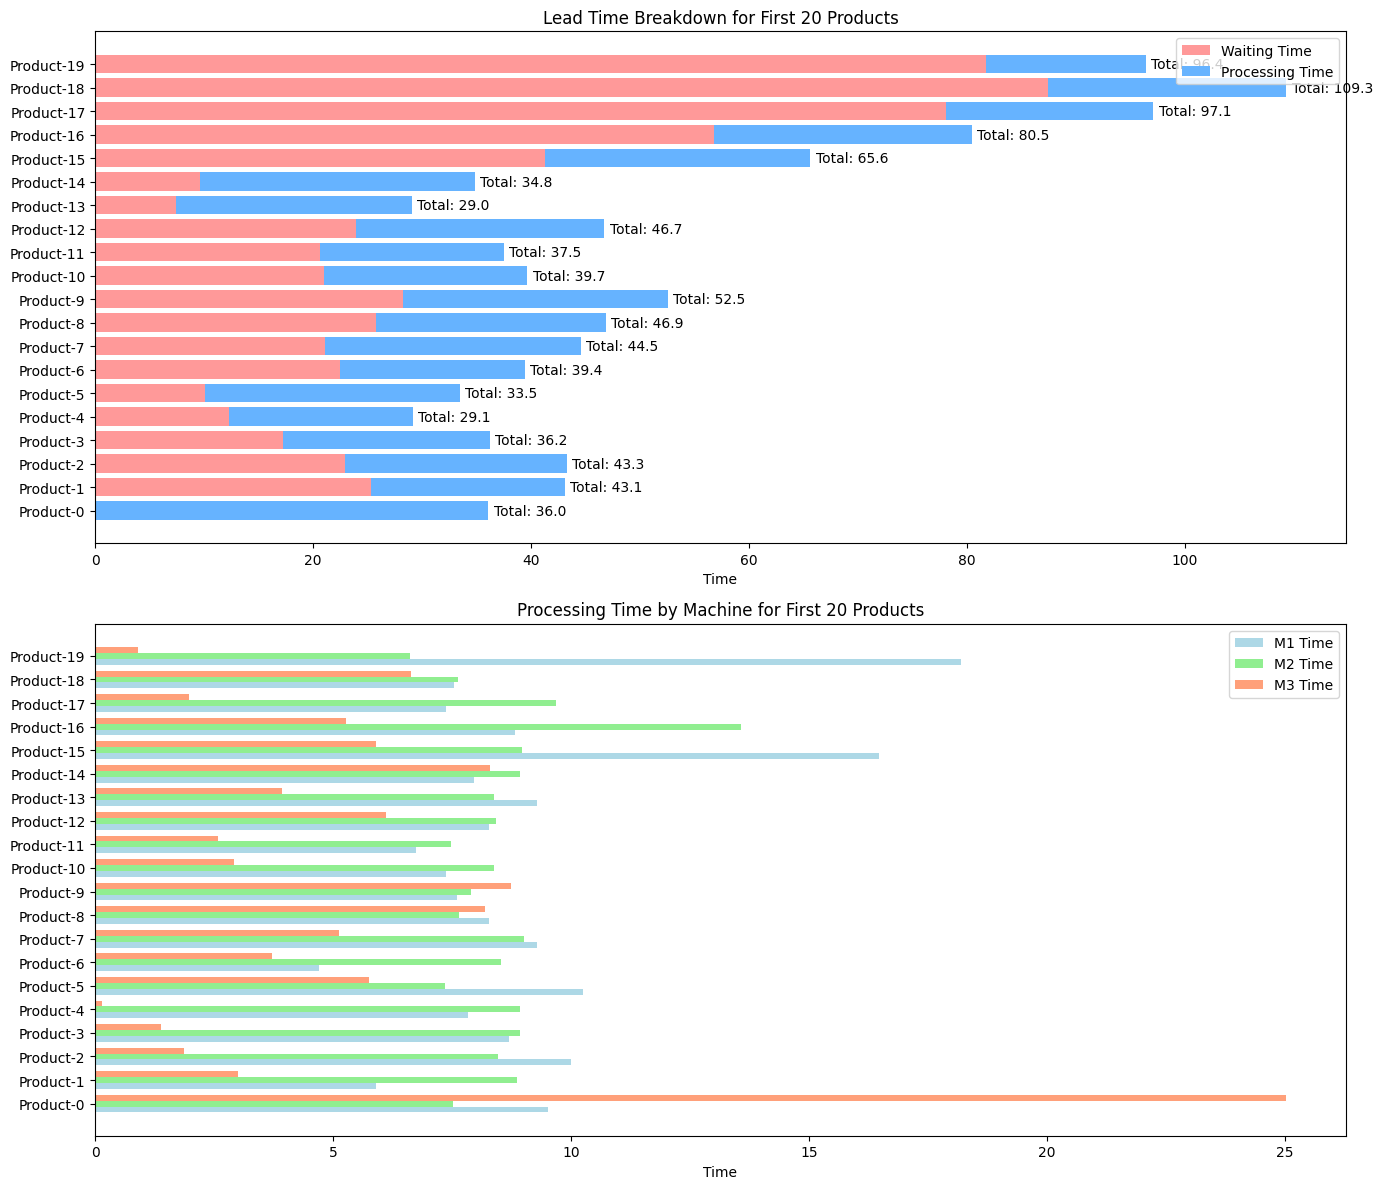 Lead Time Breakdown for First 20 Products
Waiting Time
Processing Time
Product-19
Total: 96.4
Product-18
Total: 109.3
Product-17
Total: 97.1
Product-16
Total: 80.5
Product-15
Total: 65.6
Product-14
Total: 34.8
Product-13
Total: 29.0
Product-12
Total: 46.7
Product-11
Total: 37.5
Product-10
Total: 39.7
Product-9
Total: 52.5
Product-8
Total: 46.9
Product-7
Total: 44.5
Product-6
Total: 39.4
Product-5
Total: 33.5
Product-4
Total: 29.1
Product-3
Total: 36.2
Product-2
Total: 43.3
Product-1
Total: 43.1
Product-0
Total: 36.0
0 20 40 60 80 100
Time
Processing Time by Machine for First 20 Products
M1 Time
M2 Time
M3 Time
Product-19
Product-18
Product-17
Product-16
Product-15
Product-14
Product-13
Product-12
Product-11
Product-10
Product-9
Product-8
Product-7
Product-6
Product-5
Product-4
Product-3
Product-2
Product-1
Product-0
0 5 10 15 20 25
Time